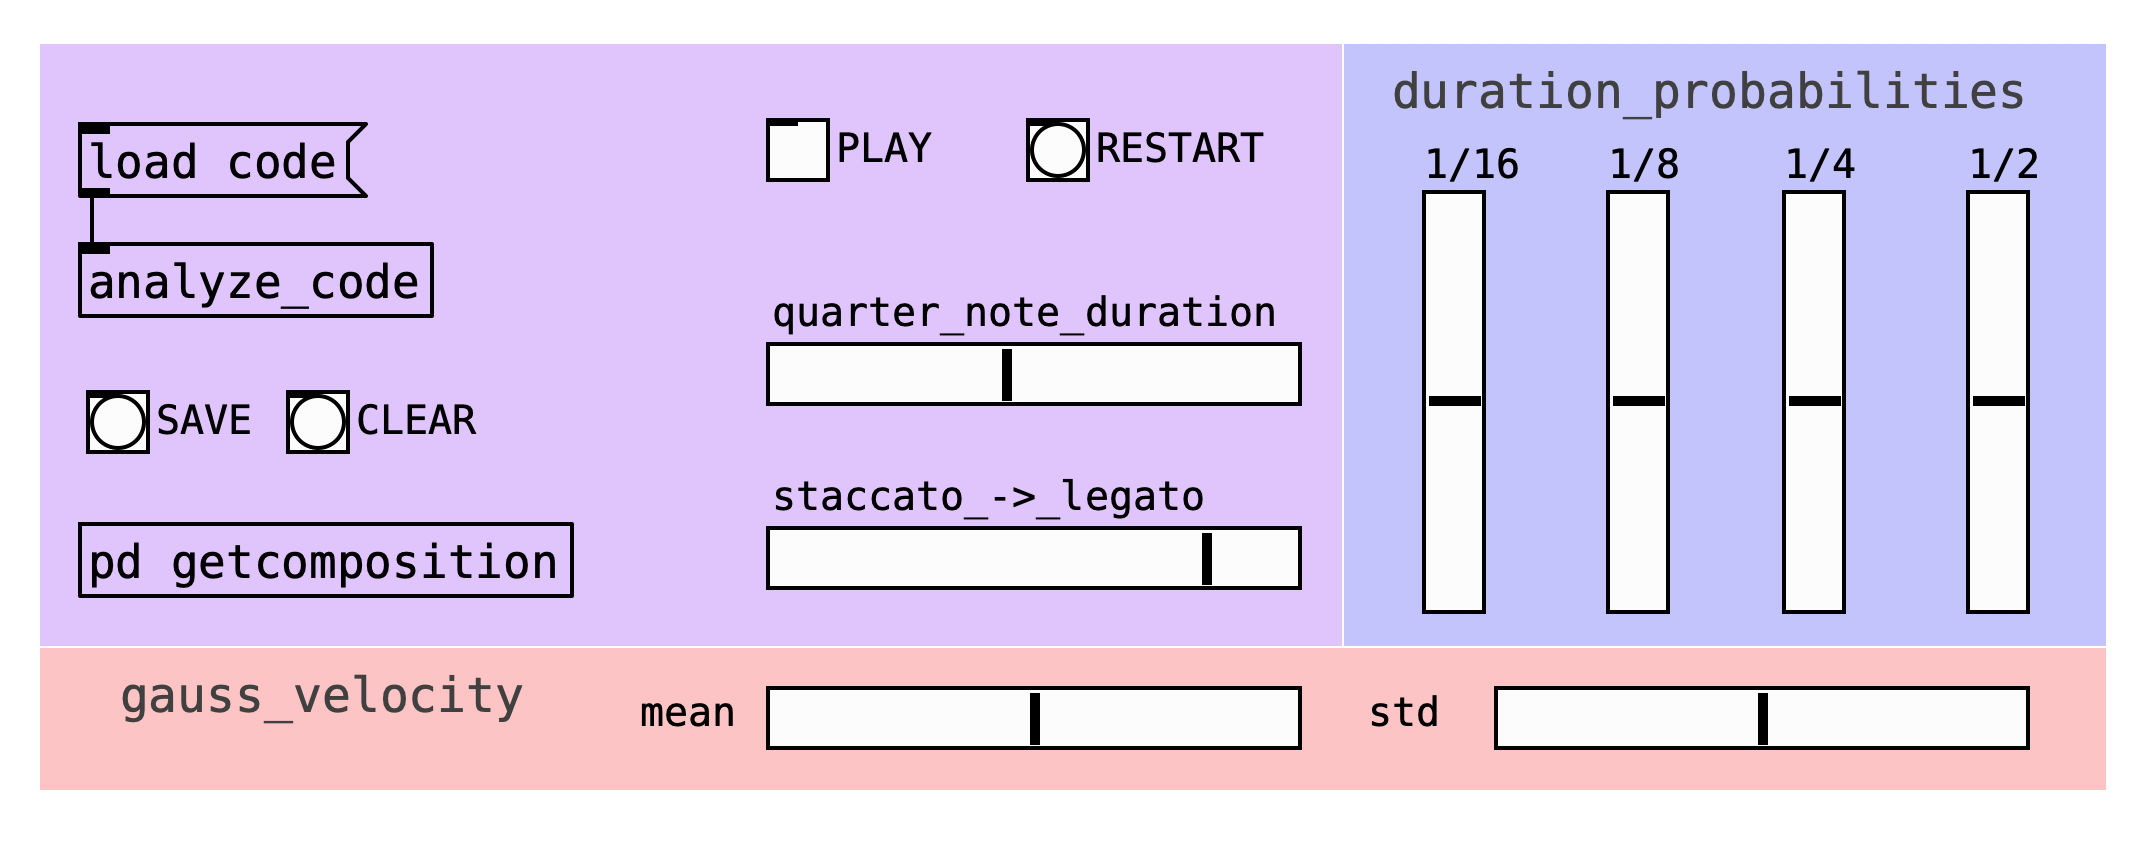 load code
analyze_code
SAVE
CLEAR
pd getcomposition
PLAY
RESTART
quarter_note_duration
staccato_->_legato
duration_probabilities
1/16
1/8
1/4
1/2
gauss_velocity
mean
std